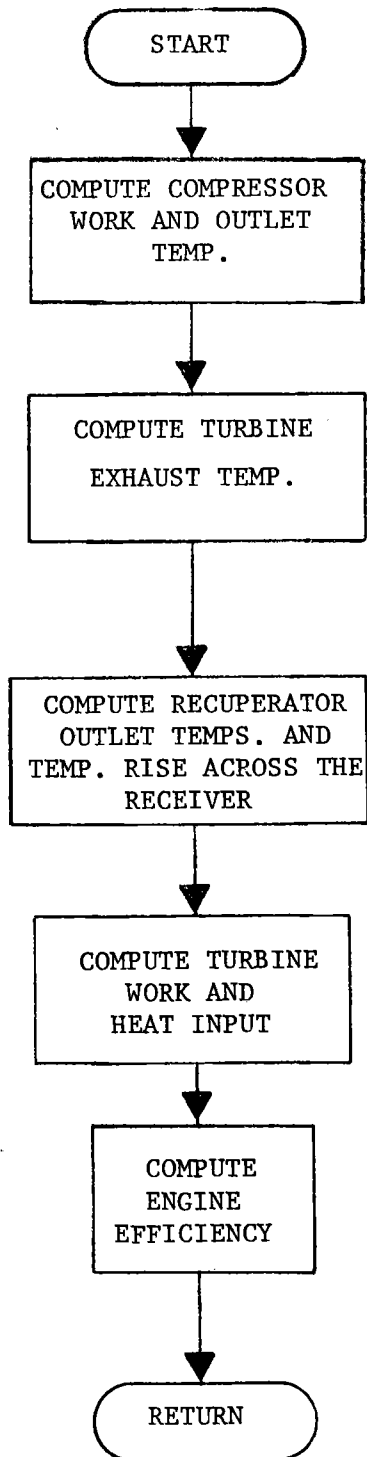 START
COMPUTE COMPRESSOR
WORK AND OUTLET
TEMP.
COMPUTE TURBINE
EXHAUST TEMP.
COMPUTE RECUPERATOR
OUTLET TEMPS. AND
TEMP. RISE ACROSS THE
RECEIVER
COMPUTE TURBINE
WORK AND
HEAT INPUT
COMPUTE
ENGINE
EFFICIENCY
RETURN